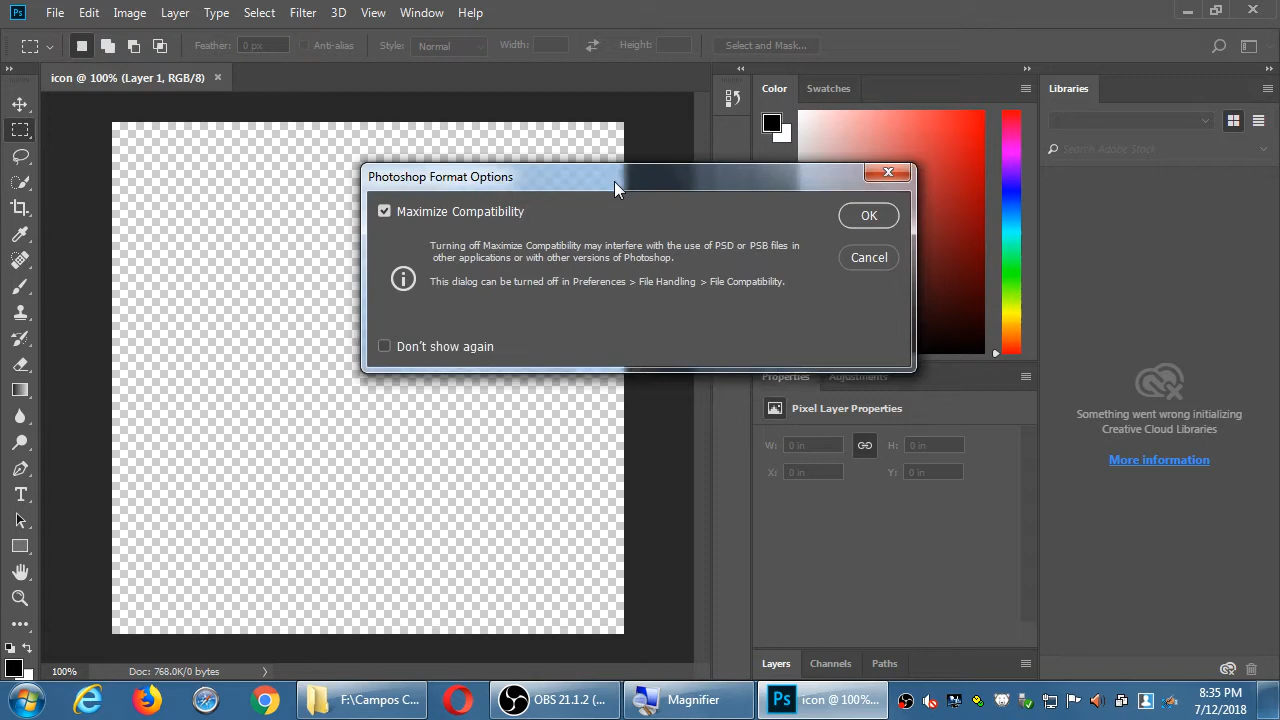 Ps File Edit Image Layer Type Select Filter 3D View Window Help
Feather: 0 px Anti-alias Style: Normal Width: Height: Select and Mask...
icon @ 100% (Layer 1, RGB/8)
Color Swatches Libraries
Search Adobe Stock
Photoshop Format Options
Maximize Compatibility
OK
Turning off Maximize Compatibility may interfere with the use of PSD or PSB files in
other applications or with other versions of Photoshop.
Cancel
This dialog can be turned off in Preferences > File Handling > File Compatibility.
Don't show again
Properties Adjustments
Pixel Layer Properties
W: 0 in H: 0 in
X: 0 in Y: 0 in
Something went wrong initializing
Creative Cloud Libraries
More information
Layers Channels Paths
100% Doc: 768.0K/0 bytes
F:\Campos C... OBS 21.1.2 (... Magnifier Ps icon @ 100%...
8:35 PM
7/12/2018